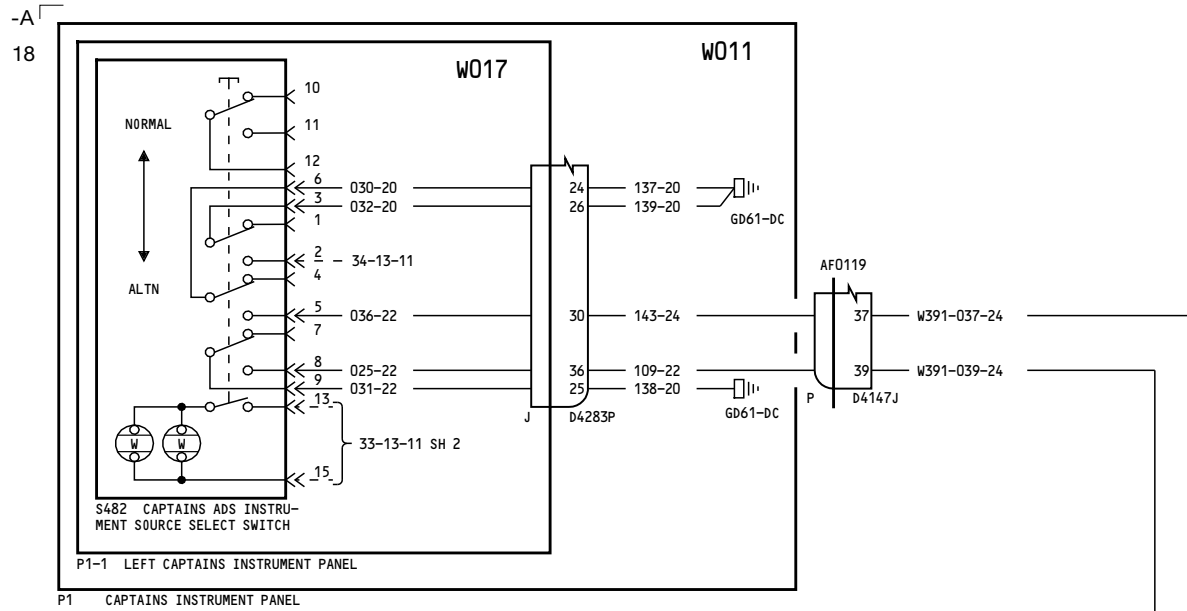 -A
18
W011
W017
10
NORMAL
11
12
6 030-20 24 137-20
3 032-20 26 139-20
GD61-DC
1
2 34-13-11
4
ALTN
AF0119
5 036-22 30 143-24 37 W391-037-24
7
8 025-22 36 109-22 39 W391-039-24
9 031-22 25 138-20
P D4147J
13
J D4283P GD61-DC
W W
33-13-11 SH 2
15
S482 CAPTAINS ADS INSTRU-
MENT SOURCE SELECT SWITCH
P1-1 LEFT CAPTAINS INSTRUMENT PANEL
P1 CAPTAINS INSTRUMENT PANEL